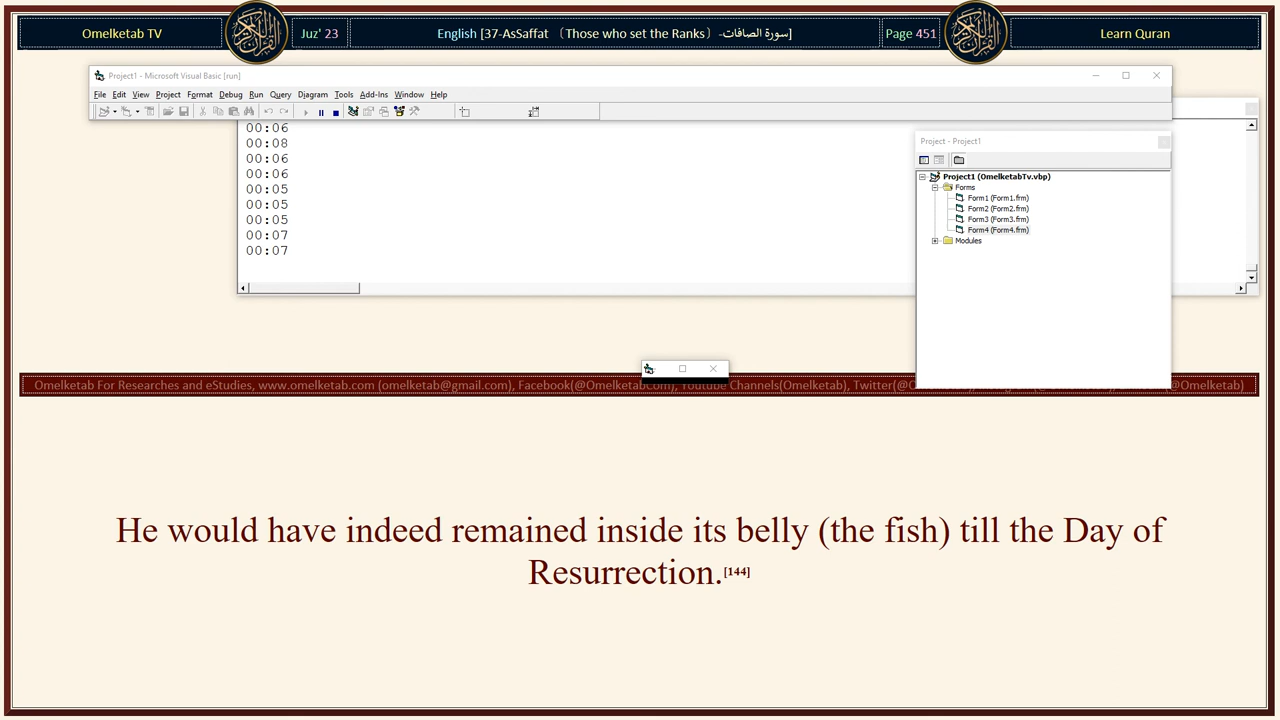 Omelketab TV
Juz' 23
English [37-AsSaffat (Those who set the Ranks) -سورة الصافات]
Page 451
Learn Quran
Project1 - Microsoft Visual Basic [run]
File Edit View Project Format Debug Run Query Diagram Tools Add-Ins Window Help
00:06
00:08
00:06
00:06
00:05
00:05
00:05
00:07
00:07
Project - Project1
Project1 (OmelketabTv.vbp)
Forms
Form1 (Form1.frm)
Form2 (Form2.frm)
Form3 (Form3.frm)
Form4 (Form4.frm)
Modules
Omelketab For Researches and eStudies, www.omelketab.com (omelketab@gmail.com), Facebook(@Omelketabcom), Youtube Channels(Omelketab), Twitter(@ (@Omelketab)
He would have indeed remained inside its belly (the fish) till the Day of
Resurrection.[144]